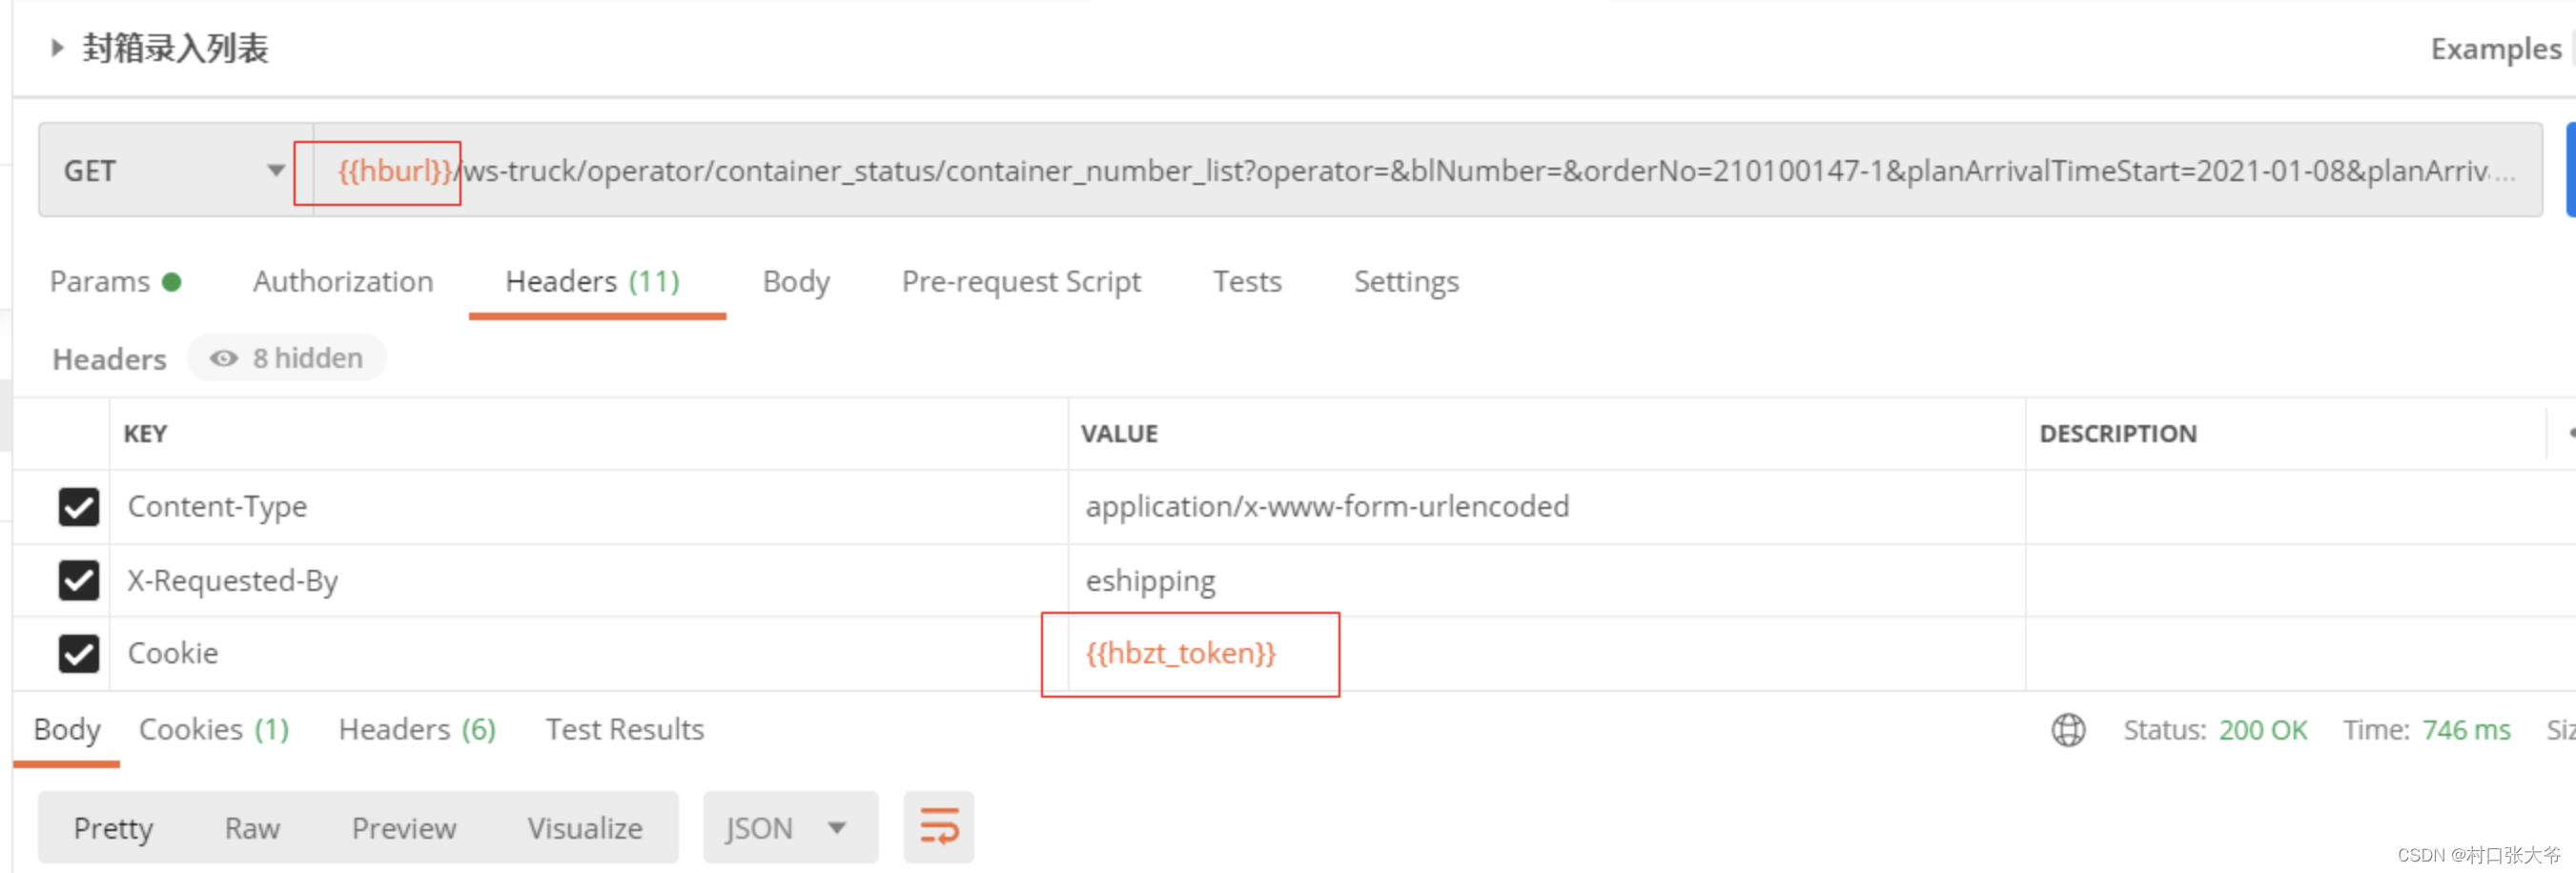 封箱录入列表
Examples
GET
{{hburl}}/ws-truck/operator/container_status/container_number_list?operator=&blNumber=&orderNo=210100147-1&planArrivalTimeStart=2021-01-08&planArriv...
Params Authorization Headers (11) Body Pre-request Script Tests Settings
Headers 8 hidden
KEY VALUE DESCRIPTION
Content-Type application/x-www-form-urlencoded
X-Requested-By eshipping
Cookie {{hbzt_token}}
Body Cookies (1) Headers (6) Test Results Status: 200 OK Time: 746 ms Siz
Pretty Raw Preview Visualize JSON
CSDN @村口张大爷